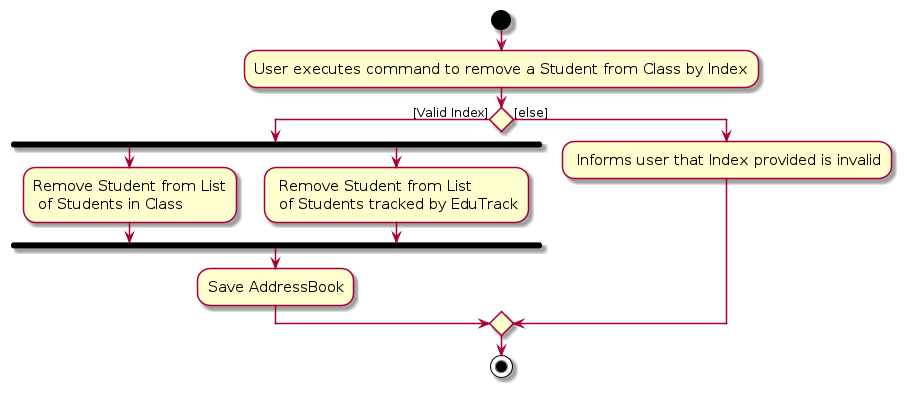 User executes command to remove a Student from Class by Index
[Valid Index]
[else]
Informs user that Index provided is invalid
Remove Student from List
of Students in Class
Remove Student from List
of Students tracked by EduTrack
Save AddressBook